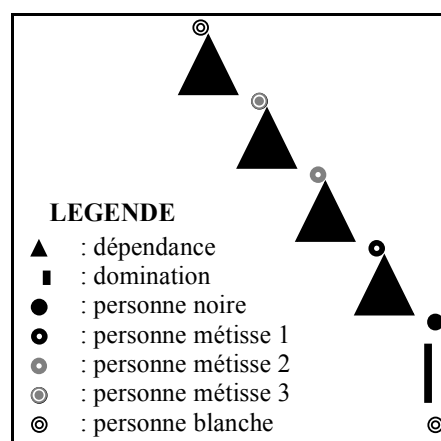 LEGENDE
: dépendance
: domination
: personne noire
: personne métisse 1
: personne métisse 2
: personne métisse 3
: personne blanche